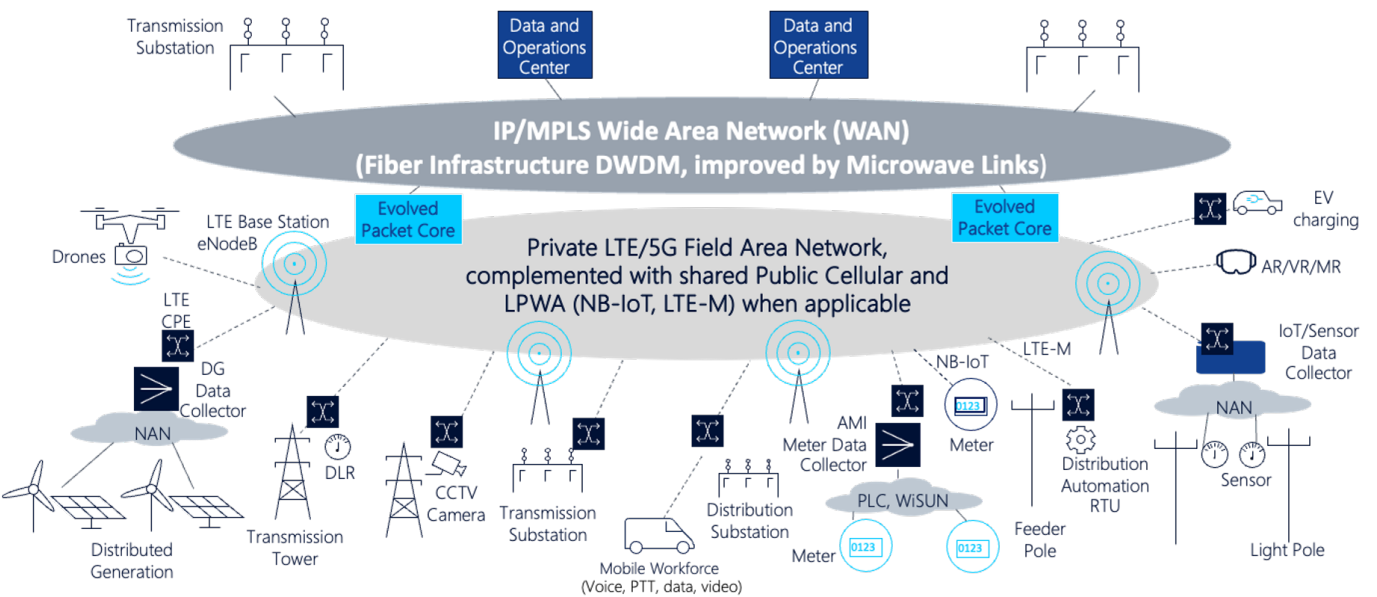 Transmission
Substation
Data and
Operations
Center
Data and
Operations
Center
IP/MPLS Wide Area Network (WAN)
(Fiber Infrastructure DWDM, improved by Microwave Links)
Evolved
Packet Core
Evolved
Packet Core
Private LTE/5G Field Area Network,
complemented with shared Public Cellular and
LPWA (NB-IoT, LTE-M) when applicable
LTE Base Station
eNodeB
Drones
LTE
CPE
DG
Data
Collector
NAN
Distributed
Generation
DLR
Transmission
Tower
CCTV
Camera
Transmission
Substation
Mobile Workforce
(Voice, PTT, data, video)
Distribution
Substation
AMI
Meter Data
Collector
PLC, WiSUN
Meter
0123
0123
NB-IoT
0123
Meter
LTE-M
Feeder
Pole
Distribution
Automation
RTU
EV
charging
AR/VR/MR
IoT/Sensor
Data
Collector
NAN
Sensor
Light Pole